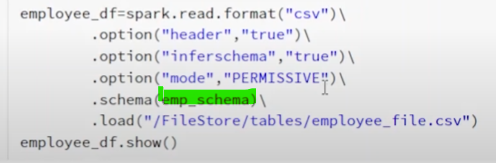 employee_df=spark.read.format("csv")\
.option("header","true")\
.option("inferschema","true")\
.option("mode","PERMISSIVE")\
.schema(emp_schema)\
.load("/FileStore/tables/employee_file.csv")
employee_df.show()